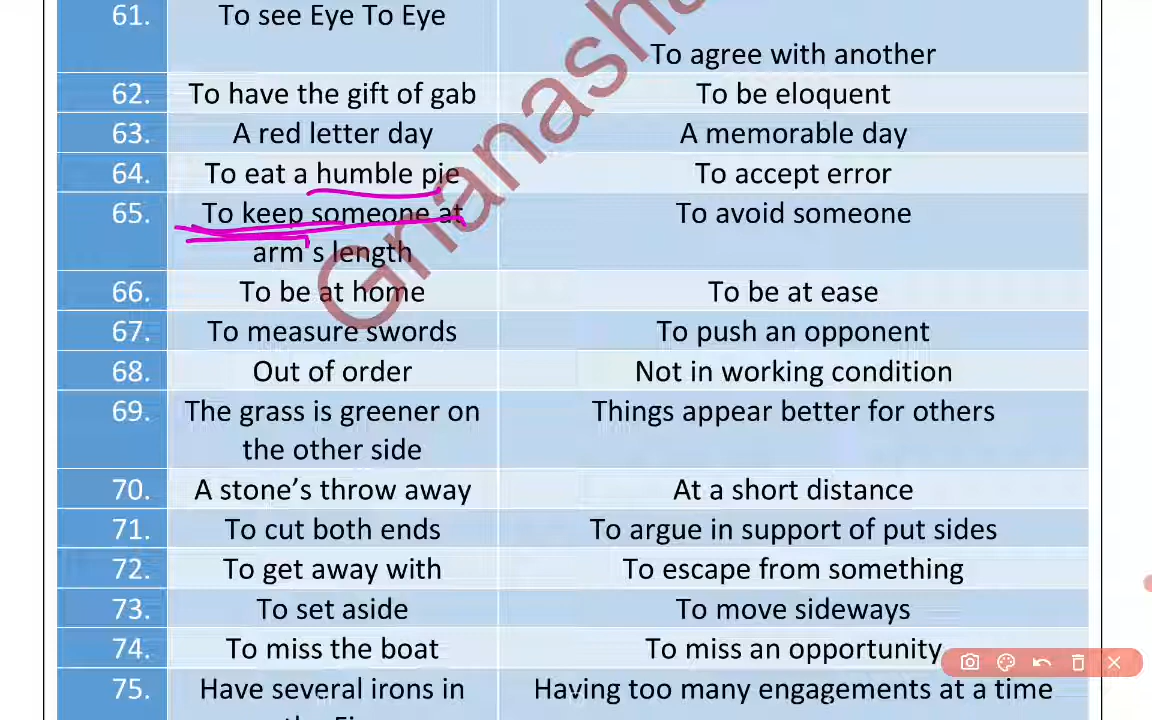 61. To see Eye To Eye
To agree with another
62. To have the gift of gab To be eloquent
63. A red letter day A memorable day
64. To eat a humble pie To accept error
65. To keep someone at To avoid someone
arm's length
66. To be at home To be at ease
67. To measure swords To push an opponent
68. Out of order Not in working condition
69. The grass is greener on Things appear better for others
the other side
70. A stone's throw away At a short distance
71. To cut both ends To argue in support of put sides
72. To get away with To escape from something
73. To set aside To move sideways
74. To miss the boat To miss an opportunity
75. Have several irons in Having too many engagements at a time
Gnanasha